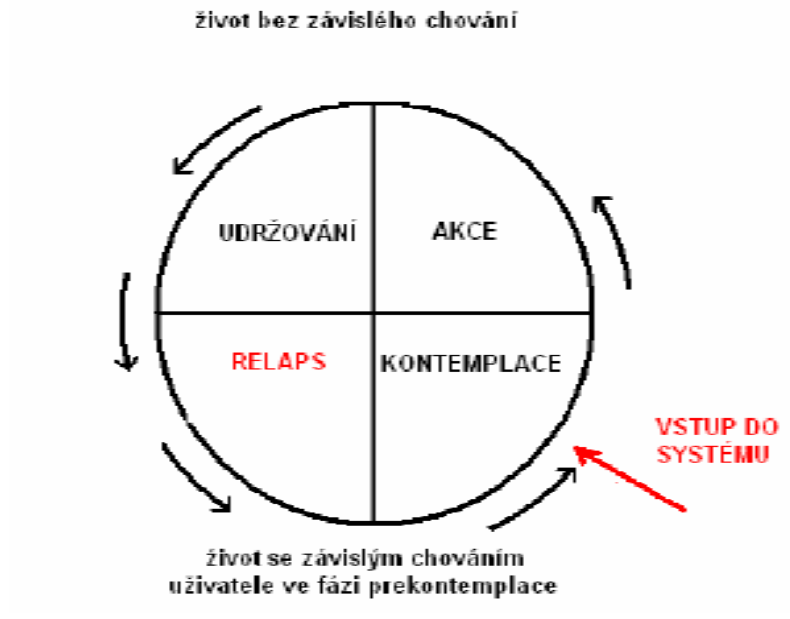 život bez závislého chování
UDRŽOVÁNÍ
AKCE
RELAPS
KONTEMPLACE
VSTUP DO
SYSTÉMU
život se závislým chováním
uživatele ve fázi prekontemplace